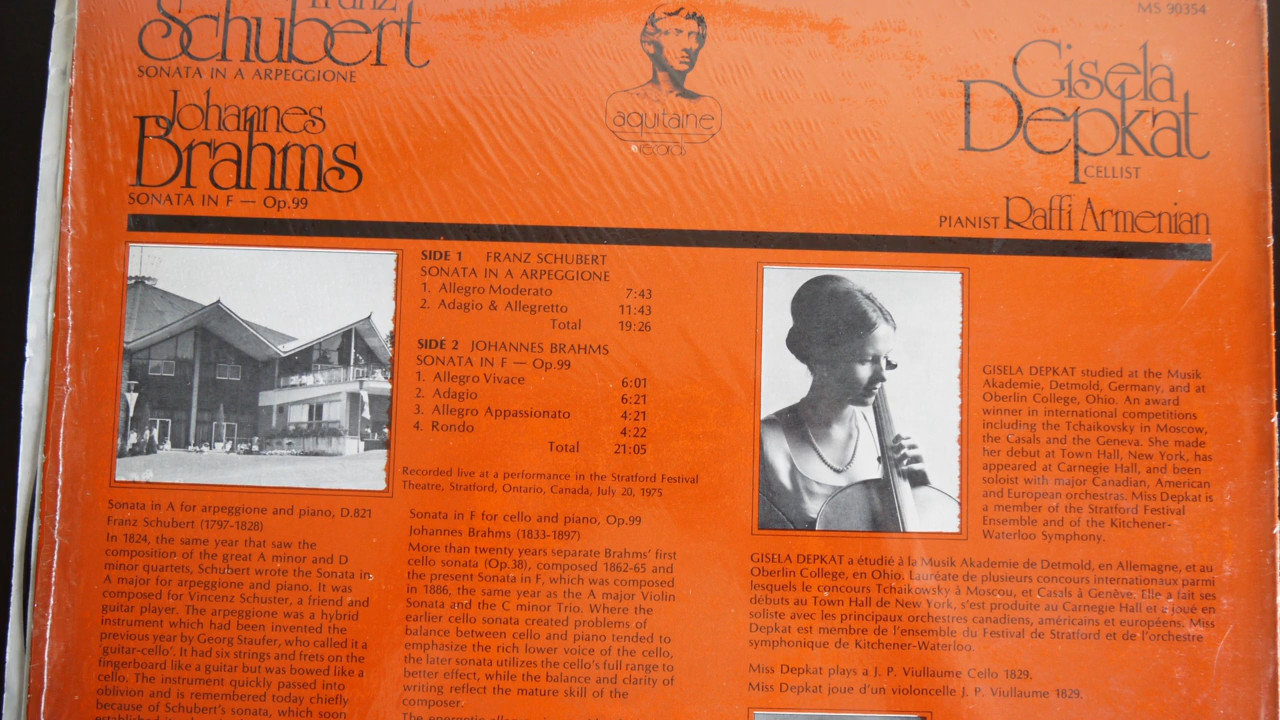 Franz
Schubert
SONATA IN A ARPEGGIONE
Johannes
Brahms
SONATA IN F — Op.99
aquitaine
records
MS 90354
Gisela
Depkat
CELLIST
PIANIST Raffi Armenian
SIDE 1 FRANZ SCHUBERT
SONATA IN A ARPEGGIONE
1. Allegro Moderato 7:43
2. Adagio & Allegretto 11:43
Total 19:26
SIDE 2 JOHANNES BRAHMS
SONATA IN F — Op.99
1. Allegro Vivace 6:01
2. Adagio 6:21
3. Allegro Appassionato 4:21
4. Rondo 4:22
Total 21:05
Recorded live at a performance in the Stratford Festival
Theatre, Stratford, Ontario, Canada, July 20, 1975
Sonata in A for arpeggione and piano, D.821
Franz Schubert (1797-1828)
In 1824, the same year that saw the
composition of the great A minor and D
minor quartets, Schubert wrote the Sonata in
A major for arpeggione and piano. It was
composed for Vincenz Schuster, a friend and
guitar player. The arpeggione was a hybrid
instrument which had been invented the
previous year by Georg Staufer, who called it a
'guitar-cello'. It had six strings and frets on the
fingerboard like a guitar but was bowed like a
cello. The instrument quickly passed into
oblivion and is remembered today chiefly
because of Schubert's sonata, which soon
Sonata in F for cello and piano, Op.99
Johannes Brahms (1833-1897)
More than twenty years separate Brahms' first
cello sonata (Op.38), composed 1862-65 and
the present Sonata in F, which was composed
in 1886, the same year as the A major Violin
Sonata and the C minor Trio. Where the
earlier cello sonata created problems of
balance between cello and piano tended to
emphasize the rich lower voice of the cello,
the later sonata utilizes the cello's full range to
better effect, while the balance and clarity of
writing reflect the mature skill of the
composer.
GISELA DEPKAT studied at the Musik
Akademie, Detmold, Germany, and at
Oberlin College, Ohio. An award
winner in international competitions
including the Tchaikovsky in Moscow,
the Casals and the Geneva. She made
her debut at Town Hall, New York, has
appeared at Carnegie Hall, and been
soloist with major Canadian, American
and European orchestras. Miss Depkat is
a member of the Stratford Festival
Ensemble and of the Kitchener-
Waterloo Symphony.
GISELA DEPKAT a étudié à la Musik Akademie de Detmold, en Allemagne, et au
Oberlin College, en Ohio. Lauréate de plusieurs concours internationaux parmi
lesquels le concours Tchaikowsky à Moscou, et Casals à Genêve. Elle a fait ses
débuts au Town Hall de New York, s'est produite au Carnegie Hall et a joué en
soliste avec les principaux orchestres canadiens, américains et européens. Miss
Depkat est membre de l'ensemble du Festival de Stratford et de l'orchestre
symphonique de Kitchener-Waterloo.
Miss Depkat plays a J. P. Viullaume Cello 1829.
Miss Depkat joue d'un violoncelle J. P. Viullaume 1829.